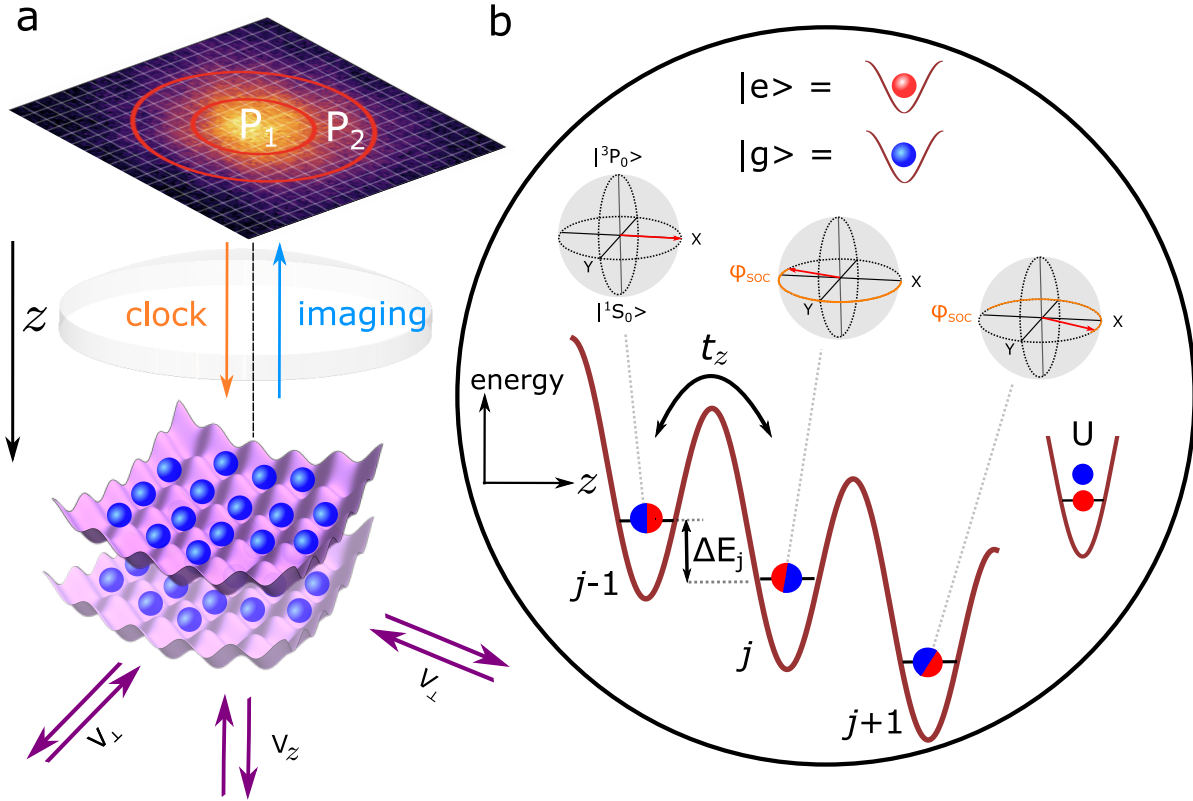 a
P₁ P₂
z
clock
imaging
V⊥
V⊥
Vz
b
|e> =
|g> =
|³P₀>
X
Y
|¹S₀>
φsoc
X
Y
φsoc
X
Y
tz
energy
z
U
ΔEⱼ
j-1
j
j+1